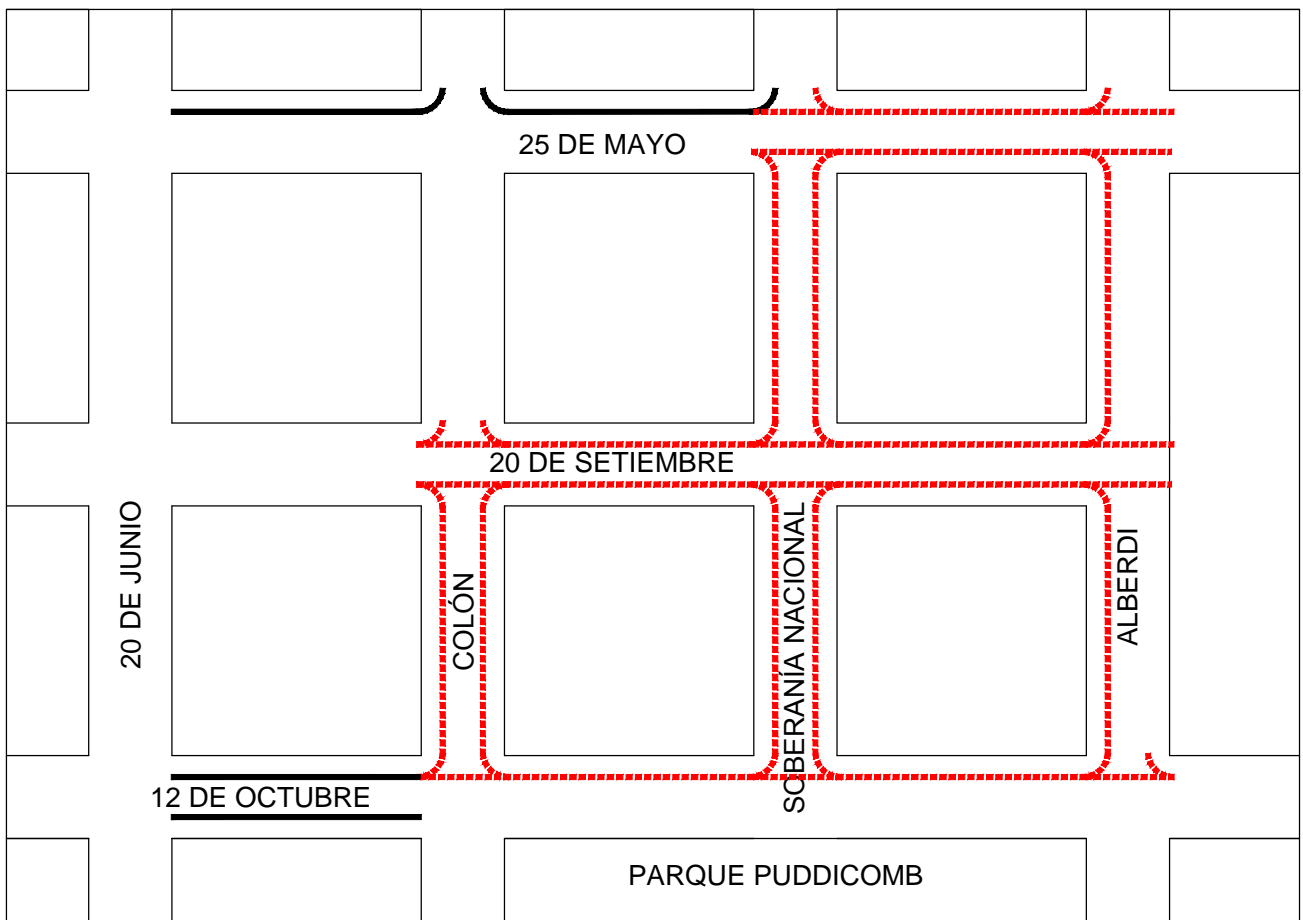 25 DE MAYO
20 DE SETIEMBRE
20 DE JUNIO
COLÓN
SOBERANÍA NACIONAL
ALBERDI
12 DE OCTUBRE
PARQUE PUDDICOMB